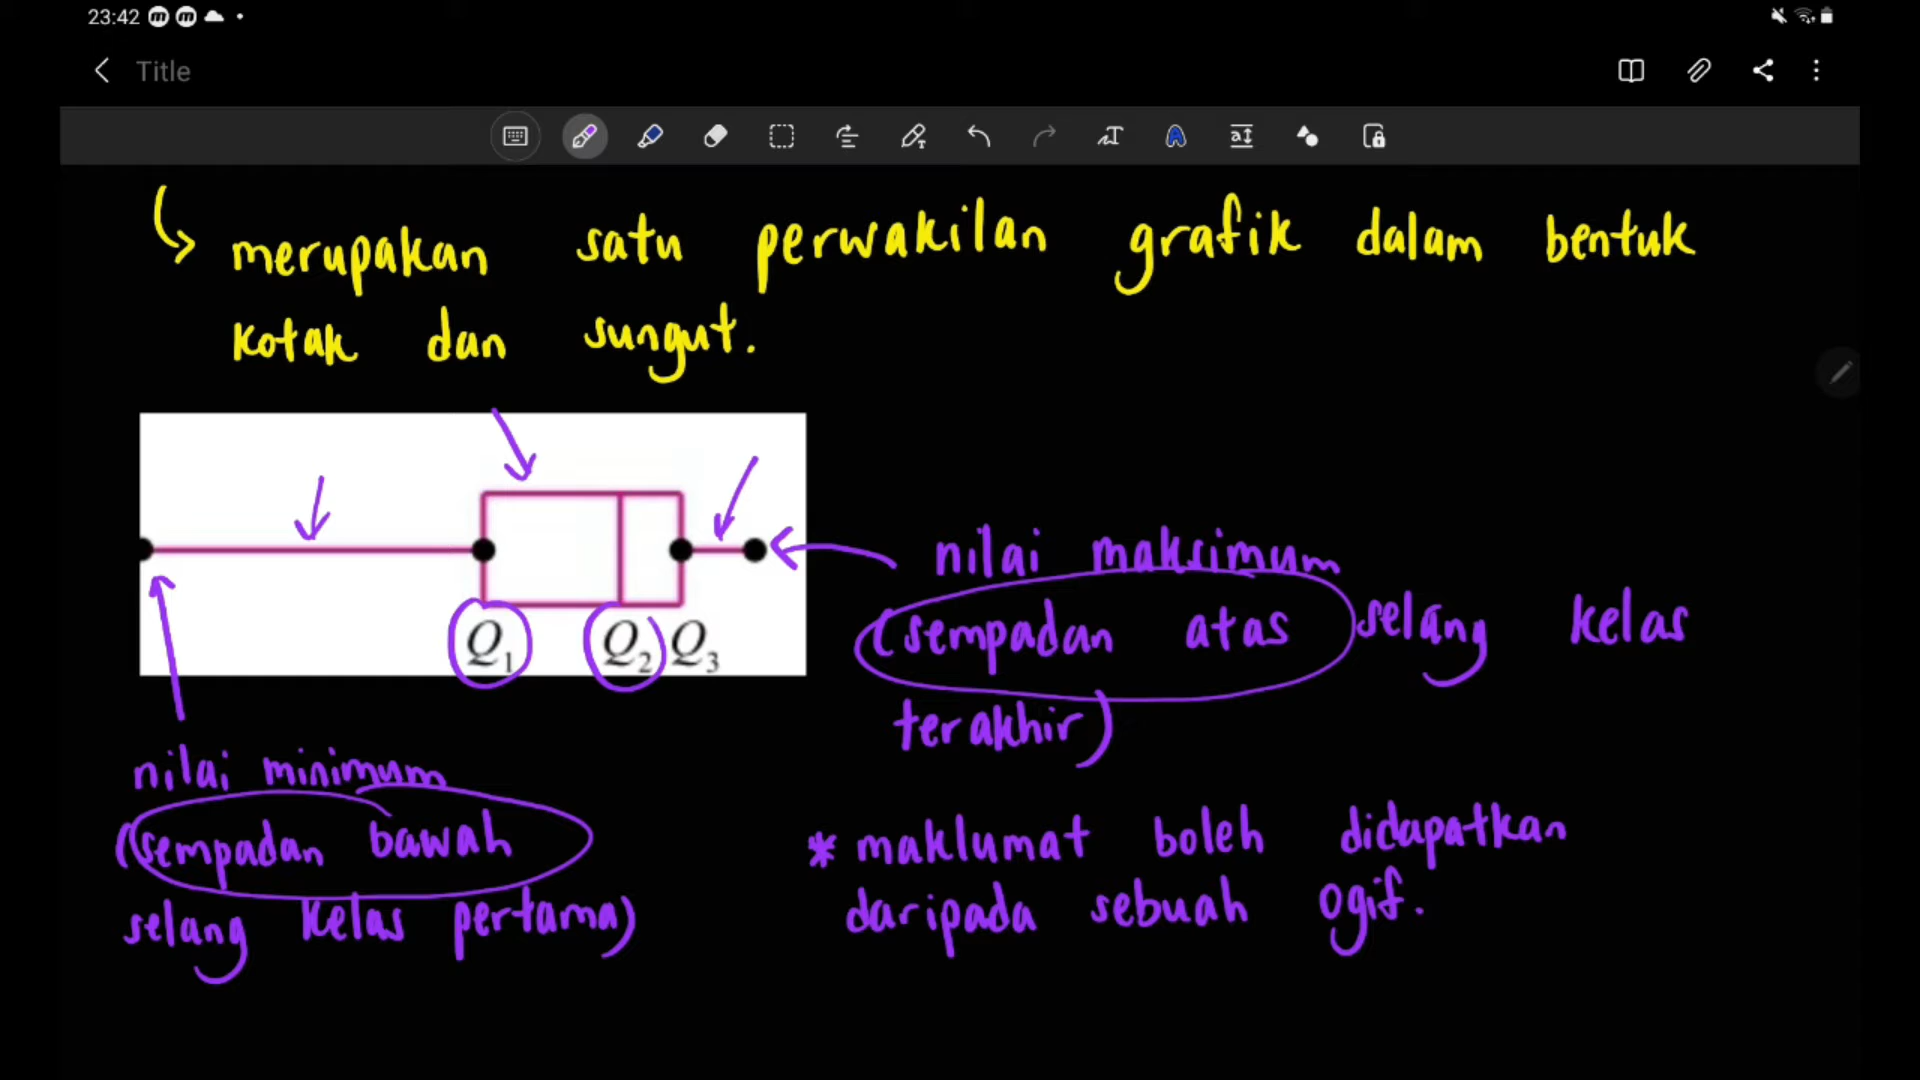 23:42
Title
merupakan satu perwakilan grafik dalam bentuk
kotak dan sungut.
Q1 Q2 Q3
nilai maksimum
(sempadan atas selang kelas
terakhir)
nilai minimum
(sempadan bawah
selang kelas pertama)
* maklumat boleh didapatkan
daripada sebuah ogif.